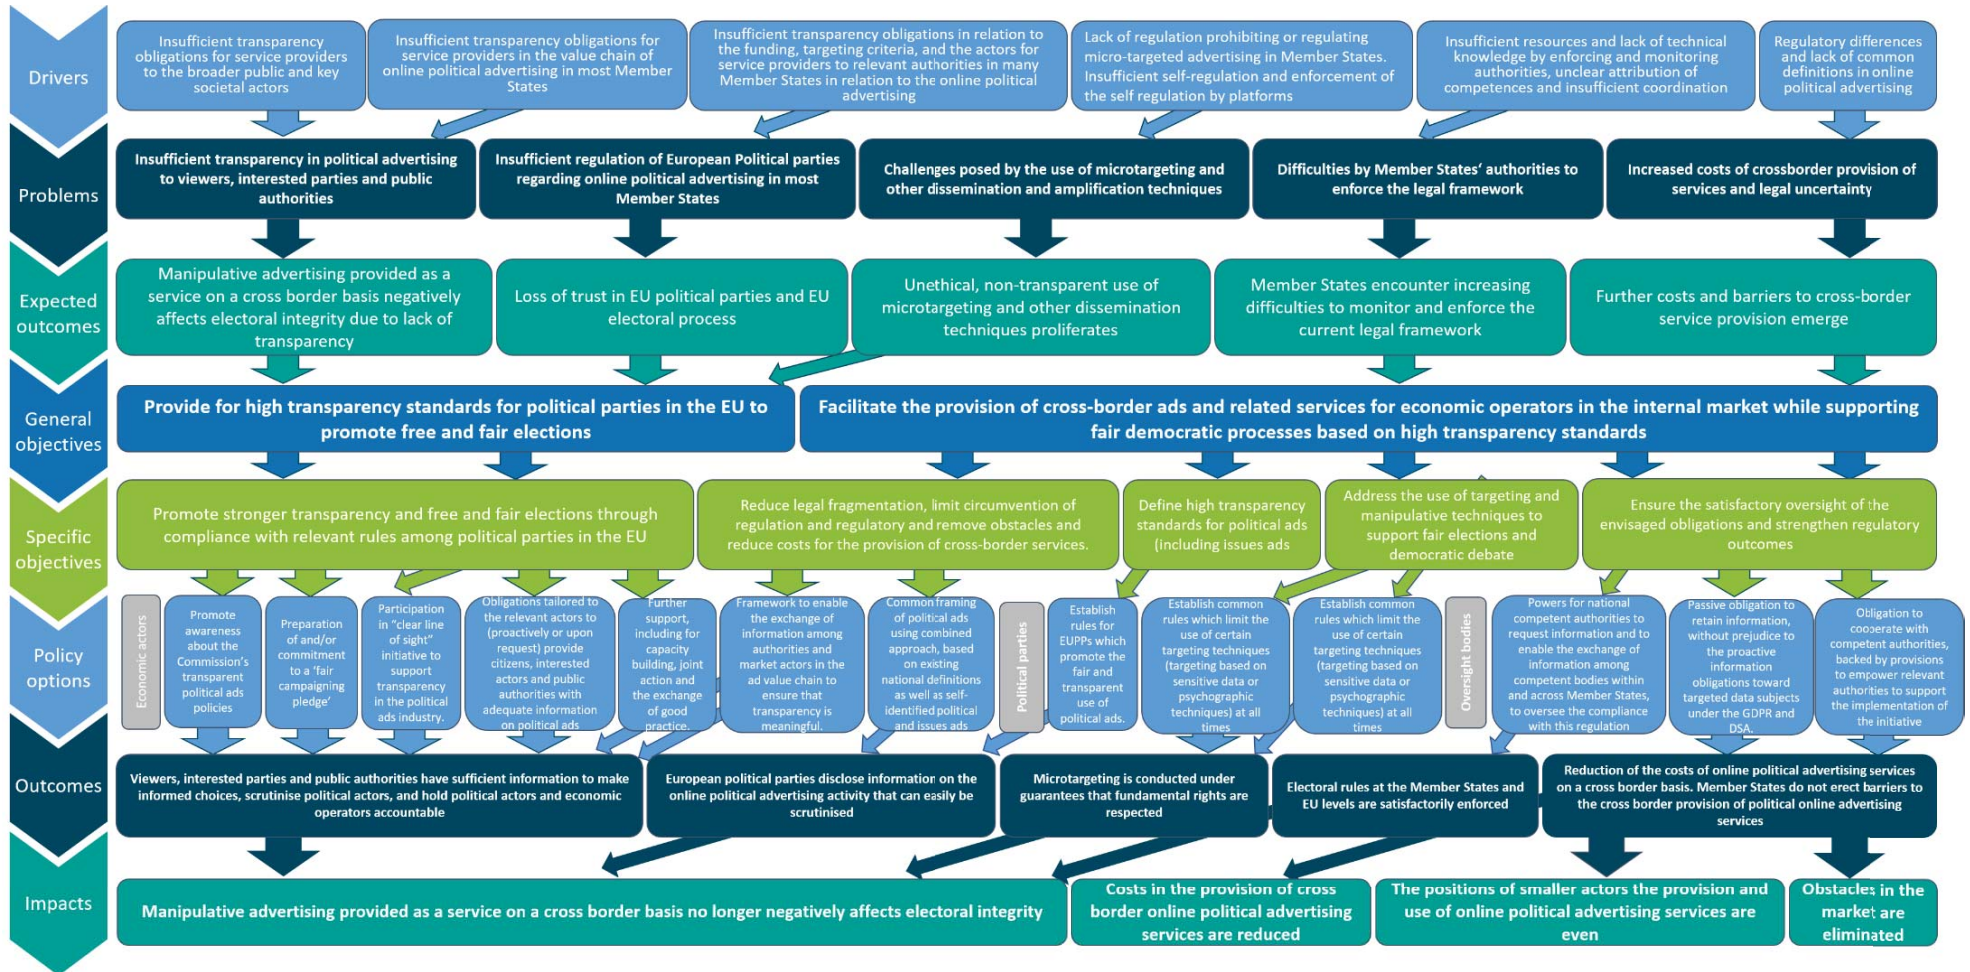 Drivers
Insufficient transparency
obligations for service providers
to the broader public and key
societal actors
Insufficient transparency obligations for
service providers in the value chain of
online political advertising in most Member
States
Insufficient transparency obligations in relation to
the funding, targeting criteria, and the actors for
service providers to relevant authorities in many
Member States in relation to the online political
advertising
Lack of regulation prohibiting or regulating
micro-targeted advertising in Member States.
Insufficient self-regulation and enforcement of
the self regulation by platforms
Insufficient resources and lack of technical
knowledge by enforcing and monitoring
authorities, unclear attribution of
competences and insufficient coordination
Regulatory differences
and lack of common
definitions in online
political advertising
Problems
Insufficient transparency in political advertising
to viewers, interested parties and public
authorities
Insufficient regulation of European Political parties
regarding online political advertising in most
Member States
Challenges posed by the use of microtargeting and
other dissemination and amplification techniques
Difficulties by Member States‘ authorities to
enforce the legal framework
Increased costs of crossborder provision of
services and legal uncertainty
Expected
outcomes
Manipulative advertising provided as a
service on a cross border basis negatively
affects electoral integrity due to lack of
transparency
Loss of trust in EU political parties and EU
electoral process
Unethical, non-transparent use of
microtargeting and other dissemination
techniques proliferates
Member States encounter increasing
difficulties to monitor and enforce the
current legal framework
Further costs and barriers to cross-border
service provision emerge
General
objectives
Provide for high transparency standards for political parties in the EU to
promote free and fair elections
Facilitate the provision of cross-border ads and related services for economic operators in the internal market while supporting
fair democratic processes based on high transparency standards
Specific
objectives
Promote stronger transparency and free and fair elections through
compliance with relevant rules among political parties in the EU
Reduce legal fragmentation, limit circumvention of
regulation and regulatory and remove obstacles and
reduce costs for the provision of cross-border services.
Define high transparency
standards for political ads
(including issues ads
Address the use of targeting and
manipulative techniques to
support fair elections and
democratic debate
Ensure the satisfactory oversight of the
envisaged obligations and strengthen regulatory
outcomes
Policy
options
Economic actors
Promote
awareness
about the
Commission’s
transparent
political ads
policies
Preparation
of and/or
commitment
to a ‘fair
campaigning
pledge’
Participation
in “clear line
of sight”
initiative to
support
transparency
in the political
ads industry.
Obligations tailored to
the relevant actors to
(proactively or upon
request) provide
citizens, interested
actors and public
authorities with
adequate information
on political ads
Further
support,
including for
capacity
building, joint
action and
the exchange
of good
practice.
Framework to enable
the exchange of
information among
authorities and
market actors in the
ad value chain to
ensure that
transparency is
meaningful.
Common framing
of political ads
using combined
approach, based
on existing
national definitions
as well as self-
identified political
and issues ads
Political parties
Establish
rules for
EUPPs which
promote the
fair and
transparent
use of
political ads.
Establish common
rules which limit the
use of certain
targeting techniques
(targeting based on
sensitive data or
psychographic
techniques) at all
times
Establish common
rules which limit the
use of certain
targeting techniques
(targeting based on
sensitive data or
psychographic
techniques) at all
times
Oversight bodies
Powers for national
competent authorities to
request information and to
enable the exchange of
information among
competent bodies within
and across Member States,
to oversee the compliance
with this regulation
Passive obligation to
retain information,
without prejudice to
the proactive
information
obligations toward
targeted data subjects
under the GDPR and
DSA.
Obligation to
cooperate with
competent authorities,
backed by provisions
to empower relevant
authorities to support
the implementation of
the initiative
Outcomes
Viewers, interested parties and public authorities have sufficient information to make
informed choices, scrutinise political actors, and hold political actors and economic
operators accountable
European political parties disclose information on the
online political advertising activity that can easily be
scrutinised
Microtargeting is conducted under
guarantees that fundamental rights are
respected
Electoral rules at the Member States and
EU levels are satisfactorily enforced
Reduction of the costs of online political advertising services
on a cross border basis. Member States do not erect barriers to
the cross border provision of political online advertising
services
Impacts
Manipulative advertising provided as a service on a cross border basis no longer negatively affects electoral integrity
Costs in the provision of cross
border online political advertising
services are reduced
The positions of smaller actors the provision and
use of online political advertising services are
even
Obstacles in the
market are
eliminated